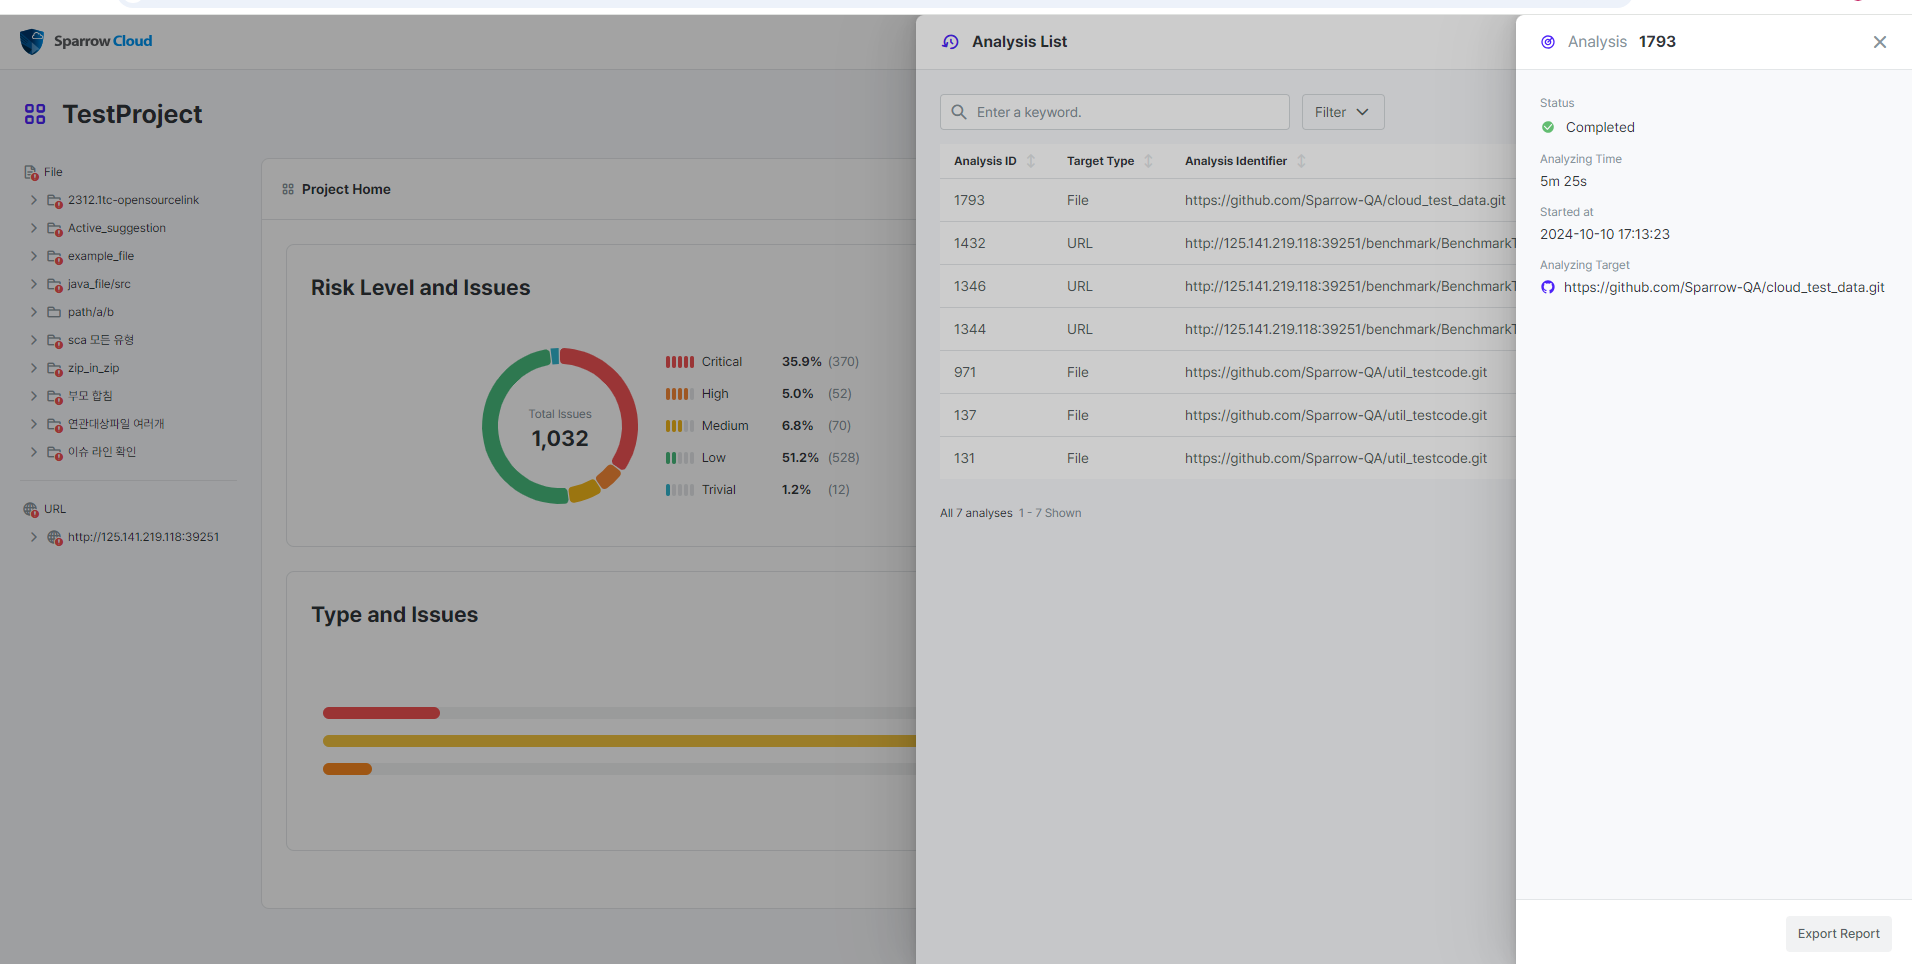 Sparrow Cloud
TestProject
File
2312.1tc-opensourcelink
Active_suggestion
example_file
java_file/src
path/a/b
sca 모든 유형
zip_in_zip
부모 합침
연관대상파일 여러개
이슈 라인 확인
URL
http://125.141.219.118:39251
Project Home
Risk Level and Issues
Total Issues
1,032
Critical 35.9% (370)
High 5.0% (52)
Medium 6.8% (70)
Low 51.2% (528)
Trivial 1.2% (12)
Type and Issues
Analysis List
Enter a keyword.
Filter
Analysis ID Target Type Analysis Identifier
1793 File https://github.com/Sparrow-QA/cloud_test_data.git
1432 URL http://125.141.219.118:39251/benchmark/BenchmarkT
1346 URL http://125.141.219.118:39251/benchmark/BenchmarkT
1344 URL http://125.141.219.118:39251/benchmark/BenchmarkT
971 File https://github.com/Sparrow-QA/util_testcode.git
137 File https://github.com/Sparrow-QA/util_testcode.git
131 File https://github.com/Sparrow-QA/util_testcode.git
All 7 analyses 1 - 7 Shown
Analysis 1793
Status
Completed
Analyzing Time
5m 25s
Started at
2024-10-10 17:13:23
Analyzing Target
https://github.com/Sparrow-QA/cloud_test_data.git
Export Report